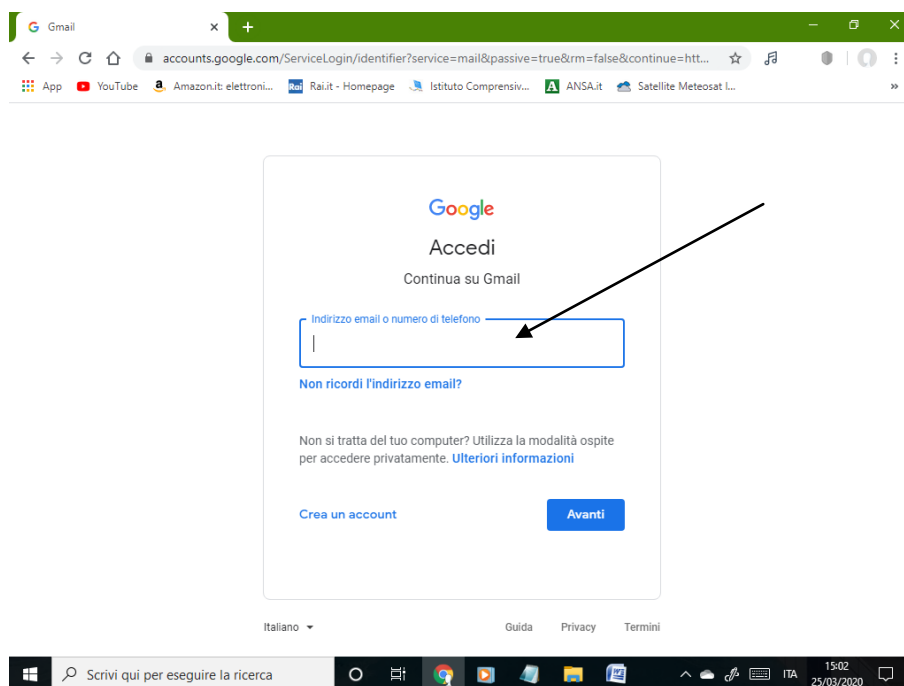 Gmail
accounts.google.com/ServiceLogin/identifier?service=mail&passive=true&rm=false&continue=htt...
App YouTube Amazon.it: elettroni... Rai Rai.it - Homepage Istituto Comprensiv... A ANSA.it Satellite Meteosat I... »
Google
Accedi
Continua su Gmail
Indirizzo email o numero di telefono
Non ricordi l'indirizzo email?
Non si tratta del tuo computer? Utilizza la modalità ospite
per accedere privatamente. Ulteriori informazioni
Crea un account Avanti
Italiano Guida Privacy Termini
Scrivi qui per eseguire la ricerca ITA 15:02
25/03/2020